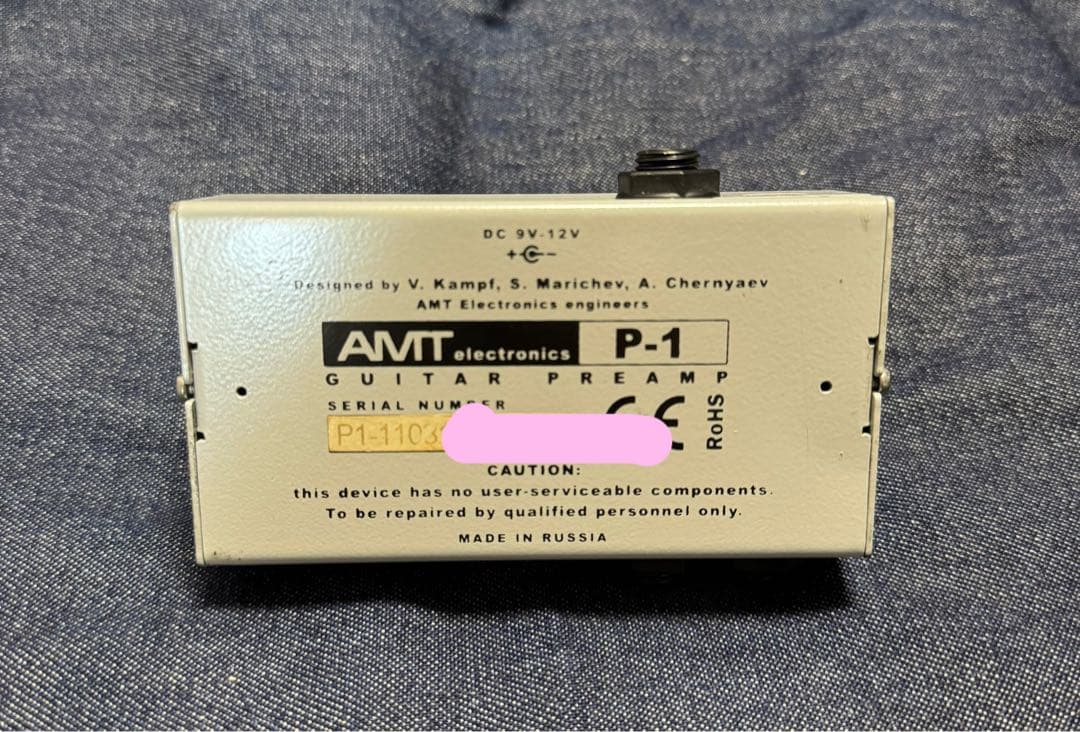 DC 9V-12V
+ -
Designed by V. Kampf, S. Marichev, A. Chernyaev
AMT Electronics engineers
AMT electronics P-1
GUITAR PREAMP
SERIAL NUMBER
P1-1103
CE
RoHS
CAUTION:
this device has no user-serviceable components.
To be repaired by qualified personnel only.
MADE IN RUSSIA